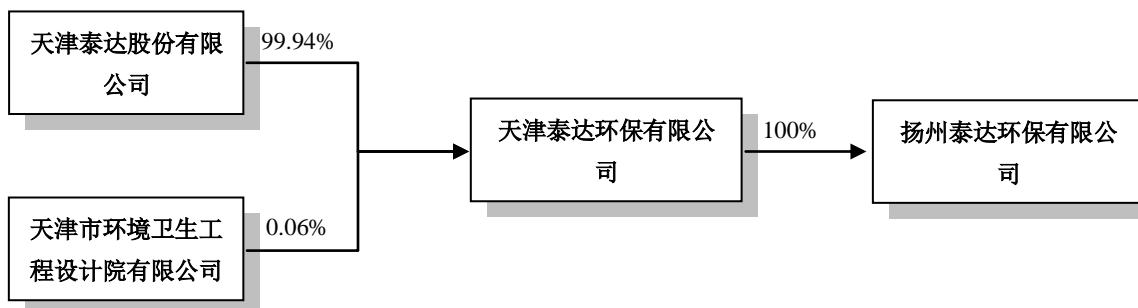 天津泰达股份有限
公司
99.94%
天津市环境卫生工
程设计院有限公司
0.06%
天津泰达环保有限公
司
100%
扬州泰达环保有限公
司